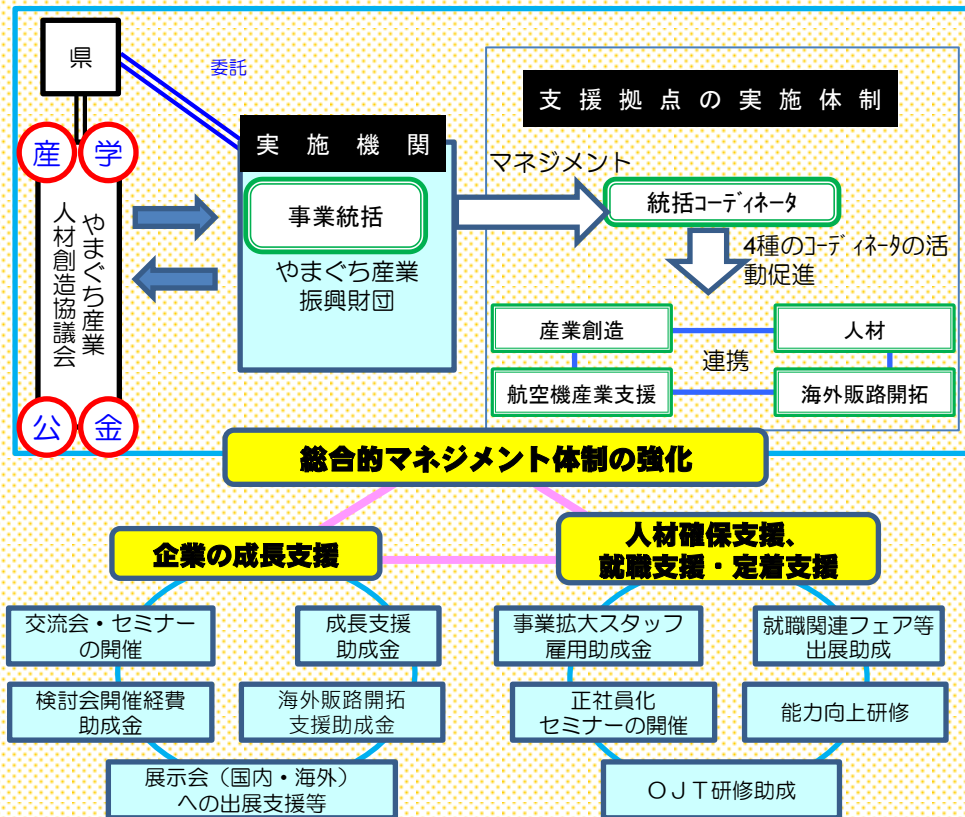 県
委託
産
学
やまぐち産業
人材創造協議会
公
金
実施機関
事業統括
やまぐち産業
振興財団
支援拠点の実施体制
マネジメント
統括コーディネータ
4種のコーディネータの活
動促進
産業創造
人材
連携
航空機産業支援
海外販路開拓
総合的マネジメント体制の強化
企業の成長支援
人材確保支援、
就職支援・定着支援
交流会・セミナー
の開催
成長支援
助成金
検討会開催経費
助成金
海外販路開拓
支援助成金
展示会（国内・海外）
への出展支援等
事業拡大スタッフ
雇用助成金
就職関連フェア等
出展助成
正社員化
セミナーの開催
能力向上研修
ＯＪＴ研修助成